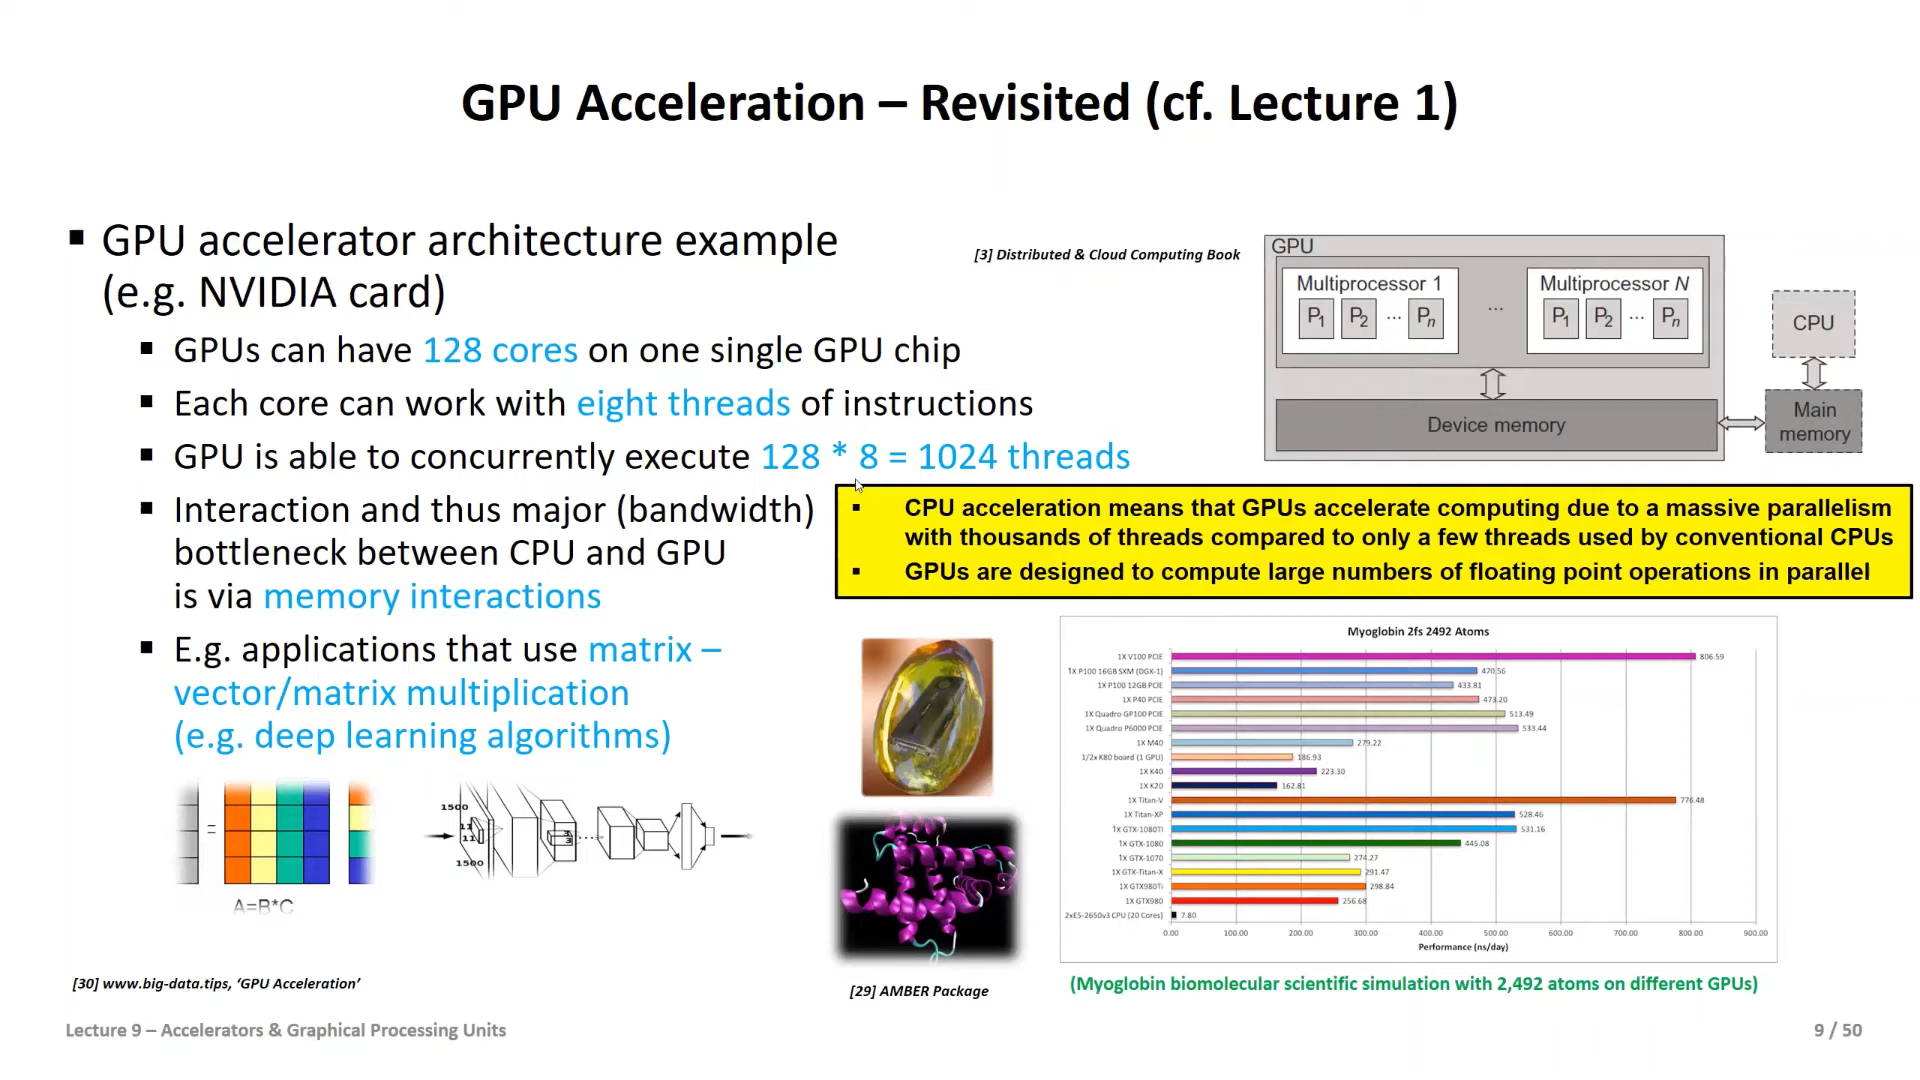 GPU Acceleration – Revisited (cf. Lecture 1)
▪ GPU accelerator architecture example
(e.g. NVIDIA card)
▪ GPUs can have 128 cores on one single GPU chip
▪ Each core can work with eight threads of instructions
▪ GPU is able to concurrently execute 128 * 8 = 1024 threads
▪ Interaction and thus major (bandwidth)
bottleneck between CPU and GPU
is via memory interactions
▪ E.g. applications that use matrix –
vector/matrix multiplication
(e.g. deep learning algorithms)
[3] Distributed & Cloud Computing Book
GPU
Multiprocessor 1
P1 P2 ... Pn
...
Multiprocessor N
P1 P2 ... Pn
Device memory
CPU
Main
memory
▪ CPU acceleration means that GPUs accelerate computing due to a massive parallelism
with thousands of threads compared to only a few threads used by conventional CPUs
▪ GPUs are designed to compute large numbers of floating point operations in parallel
=
A=B*C
1500
11
11
1500
3
3
[30] www.big-data.tips, ‘GPU Acceleration’
[29] AMBER Package
Myoglobin 2fs 2492 Atoms
1X V100 PCIE 806.59
1X P100 16GB SXM (DGX-1) 470.56
1X P100 12GB PCIE 433.81
1X P40 PCIE 473.20
1X Quadro GP100 PCIE 513.49
1X Quadro P6000 PCIE 533.44
1X M40 279.22
1/2x K80 board (1 GPU) 186.93
1X K40 223.30
1X K20 162.81
1X Titan-V 776.48
1X Titan-XP 528.46
1X GTX-1080TI 531.16
1X GTX-1080 445.08
1X GTX-1070 274.27
1X GTX-Titan-X 291.47
1X GTX980Ti 298.84
1X GTX980 256.68
2xE5-2650v3 CPU (20 Cores) 7.80
0.00 100.00 200.00 300.00 400.00 500.00 600.00 700.00 800.00 900.00
Performance (ns/day)
(Myoglobin biomolecular scientific simulation with 2,492 atoms on different GPUs)
Lecture 9 – Accelerators & Graphical Processing Units
9 / 50